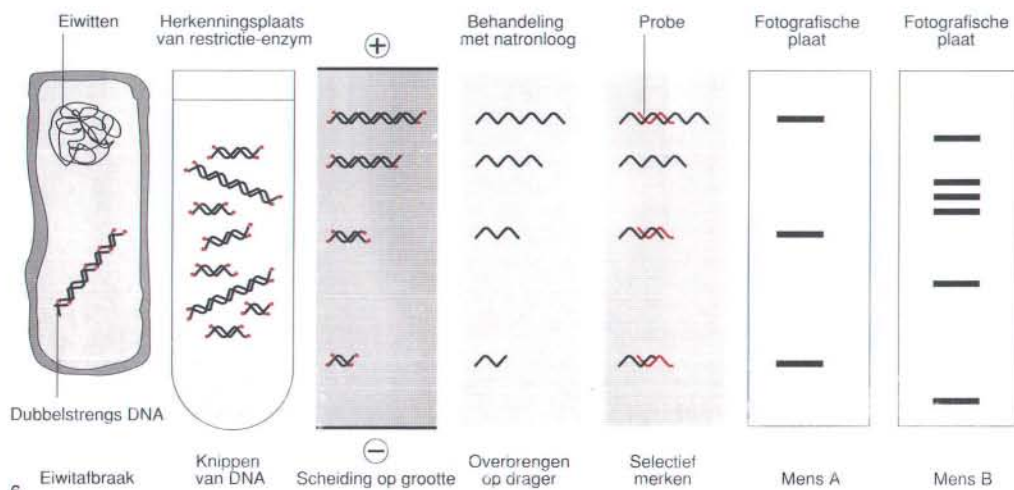 Eiwitten
Herkenningsplaats
van restrictie-enzym
+
Behandeling
met natronloog
Probe
Fotografische
plaat
Fotografische
plaat
Dubbelstrengs DNA
6
Eiwitafbraak
Knippen
van DNA
−
Scheiding op grootte
Overbrengen
op drager
Selectief
merken
Mens A
Mens B